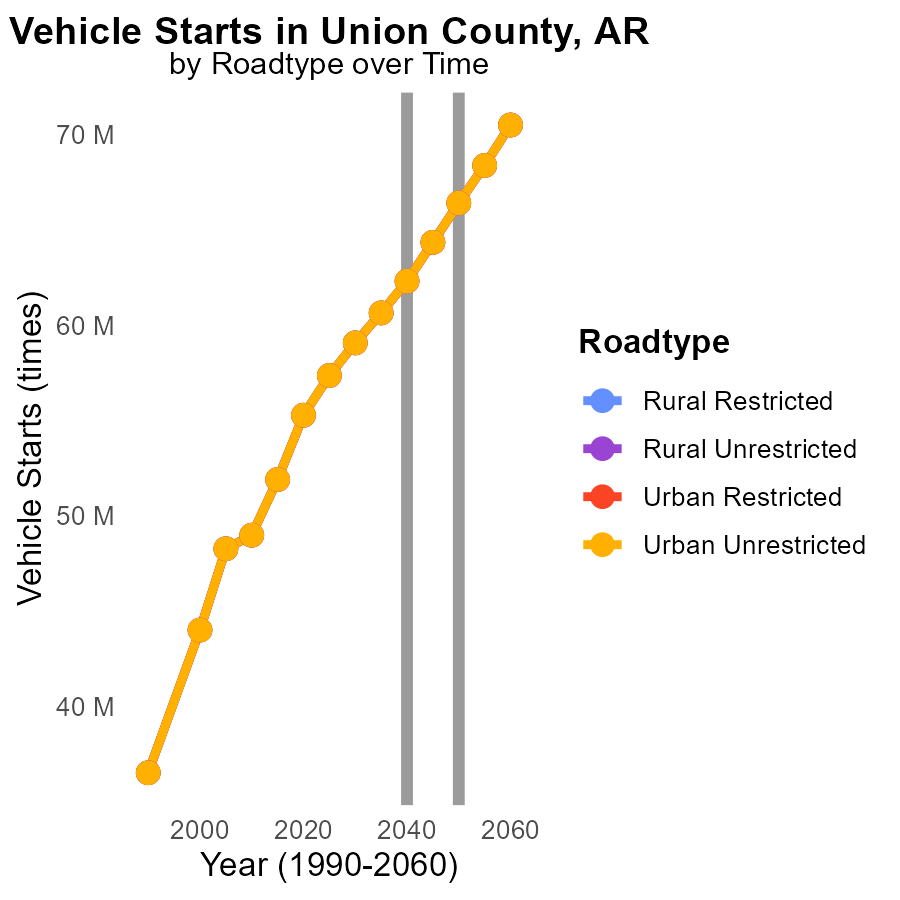 Vehicle Starts in Union County, AR
by Roadtype over Time
Vehicle Starts (times)
70 M
60 M
50 M
40 M
2000 2020 2040 2060
Year (1990-2060)
Roadtype
Rural Restricted
Rural Unrestricted
Urban Restricted
Urban Unrestricted